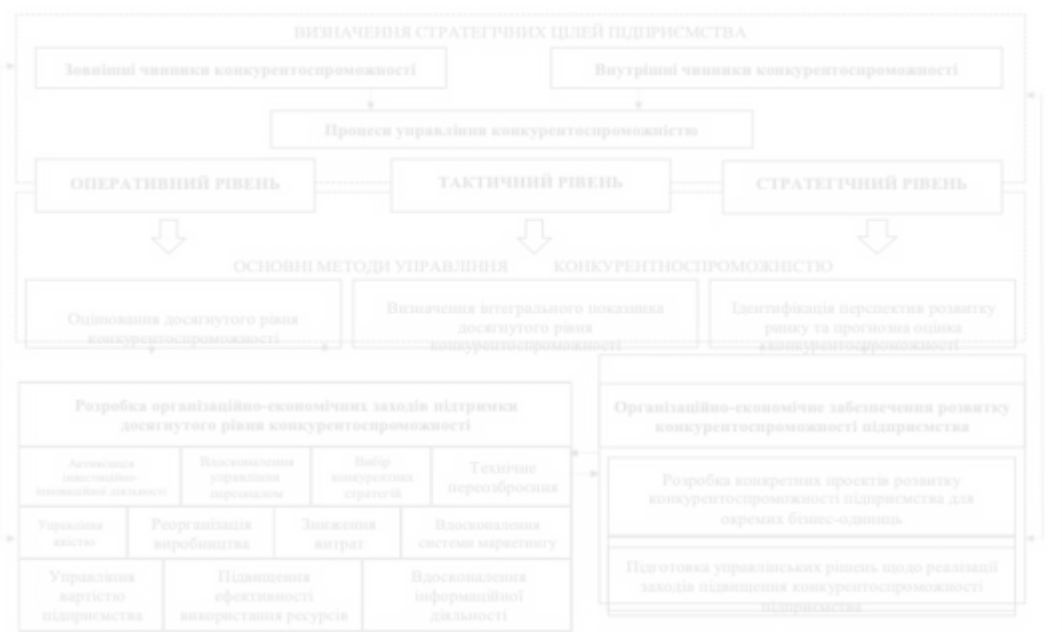 ВИЗНАЧЕННЯ СТРАТЕГІЧНИХ ЦІЛЕЙ ПІДПРИЄМСТВА
Зовнішні чинники конкурентоспроможності
Внутрішні чинники конкурентоспроможності
Процеси управління конкурентоспроможністю
ОПЕРАТИВНИЙ РІВЕНЬ
ТАКТИЧНИЙ РІВЕНЬ
СТРАТЕГІЧНИЙ РІВЕНЬ
ОСНОВНІ МЕТОДИ УПРАВЛІННЯ КОНКУРЕНТНОСПРОМОЖНІСТЮ
Оцінювання досягнутого рівня
конкурентоспроможності
Визначення інтегрального показника
досягнутого рівня
конкурентоспроможності
Ідентифікація перспектив розвитку
ринку та прогнозна оцінка
конкурентоспроможності
Розробка організаційно-економічних заходів підтримки
досягнутого рівня конкурентоспроможності
Активізація
інвестиційно-
інноваційної діяльності
Вдосконалення
управління
персоналом
Вибір
конкурентних
стратегій
Технічне
переозброєння
Управління
якістю
Реорганізація
виробництва
Зниження
витрат
Вдосконалення
системи маркетингу
Управління
вартістю
підприємства
Підвищення
ефективності
використання ресурсів
Вдосконалення
інформаційної
діяльності
Організаційно-економічне забезпечення розвитку
конкурентоспроможності підприємства
Розробка конкретних проектів розвитку
конкурентоспроможності підприємства для
окремих бізнес-одиниць
Підготовка управлінських рішень щодо реалізації
заходів підвищення конкурентоспроможності
підприємства